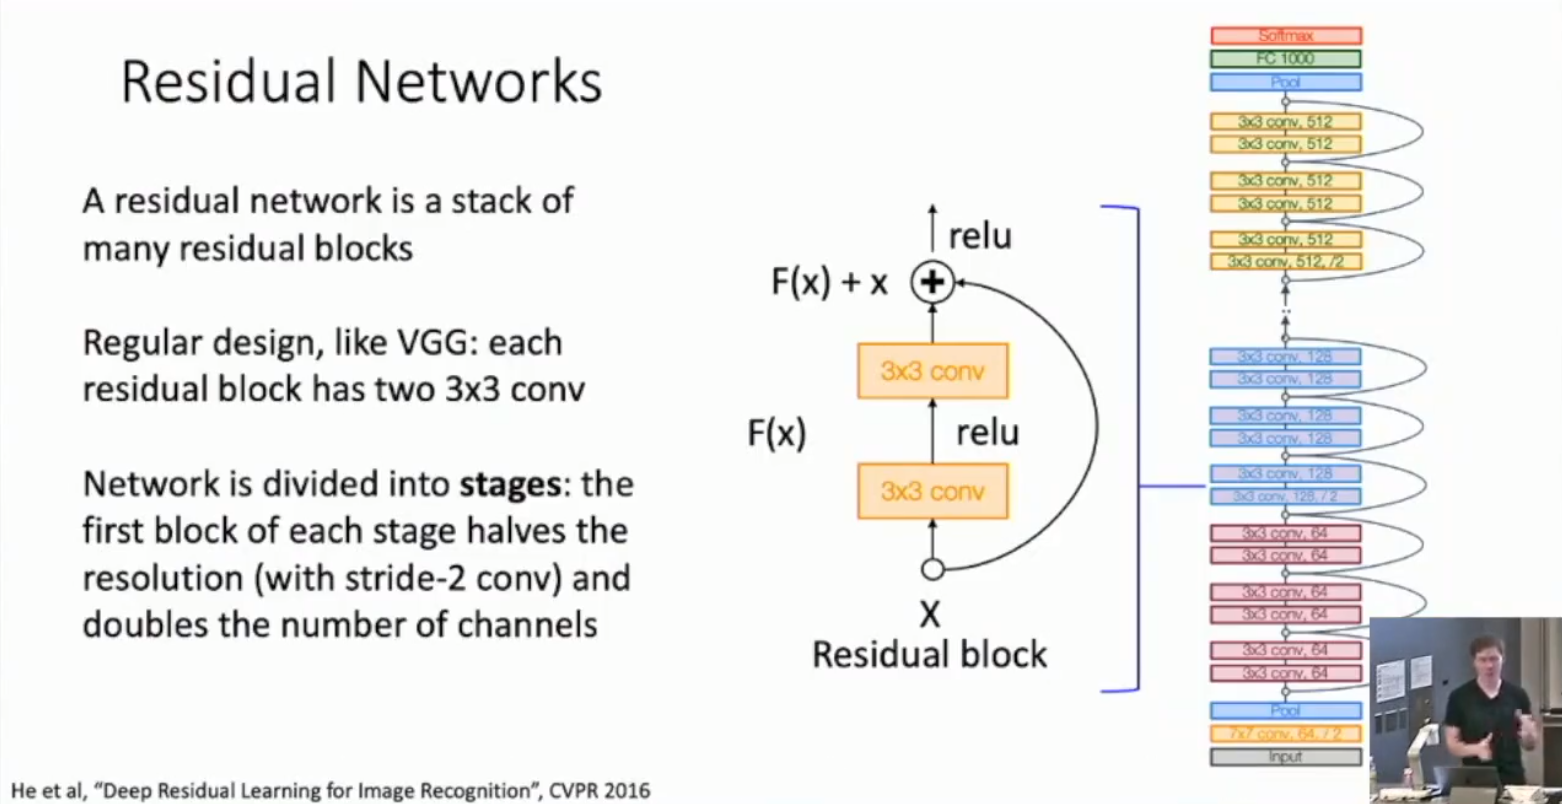 Residual Networks
A residual network is a stack of
many residual blocks
Regular design, like VGG: each
residual block has two 3x3 conv
Network is divided into stages: the
first block of each stage halves the
resolution (with stride-2 conv) and
doubles the number of channels
He et al, “Deep Residual Learning for Image Recognition”, CVPR 2016
relu
F(x) + x
+
3x3 conv
F(x)
relu
3x3 conv
X
Residual block
Softmax
FC 1000
Pool
3x3 conv, 512
3x3 conv, 512
3x3 conv, 512
3x3 conv, 512
3x3 conv, 512
3x3 conv, 512, /2
..
3x3 conv, 128
3x3 conv, 128
3x3 conv, 128
3x3 conv, 128
3x3 conv, 128
3x3 conv, 128, / 2
3x3 conv, 64
3x3 conv, 64
3x3 conv, 64
3x3 conv, 64
3x3 conv, 64
3x3 conv, 64
Pool
7x7 conv, 64, / 2
Input